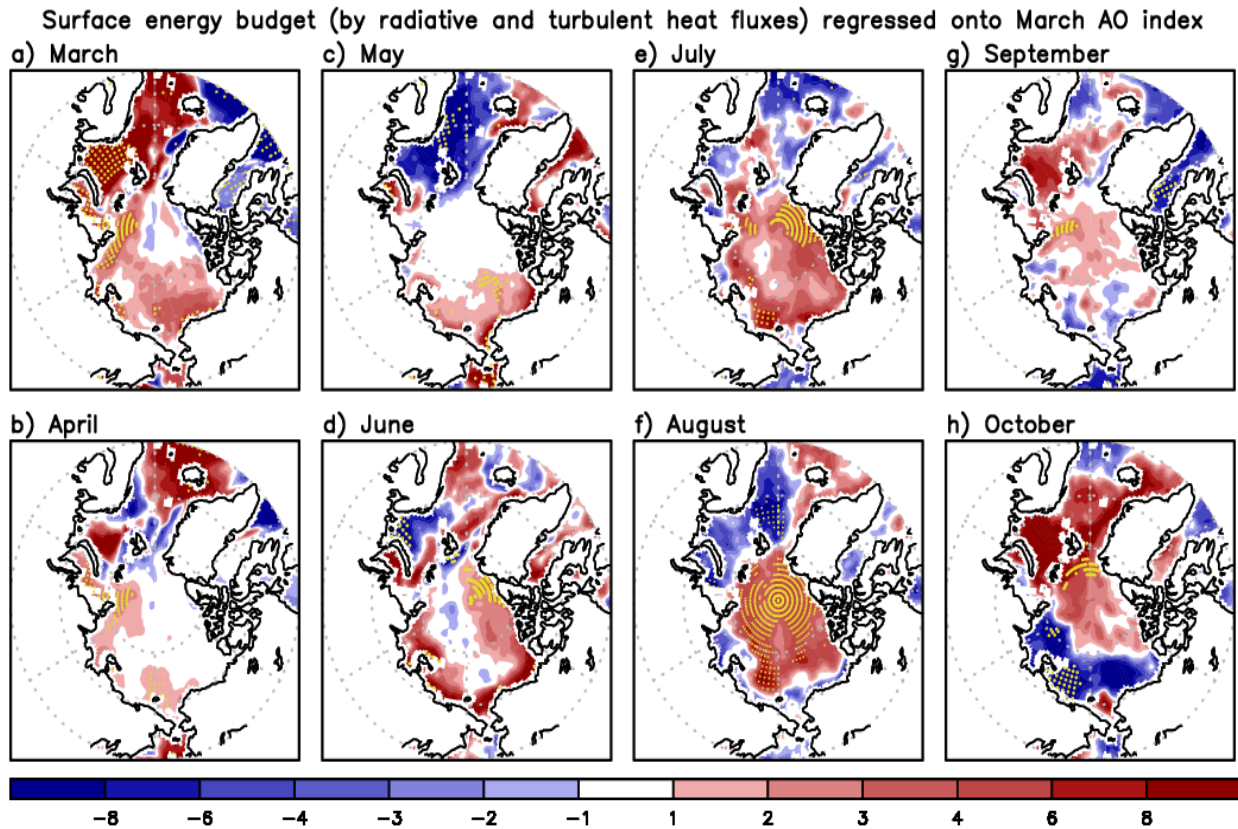 Surface energy budget (by radiative and turbulent heat fluxes) regressed onto March AO index
a) March
c) May
e) July
g) September
b) April
d) June
f) August
h) October
-8 -6 -4 -3 -2 -1 1 2 3 4 6 8